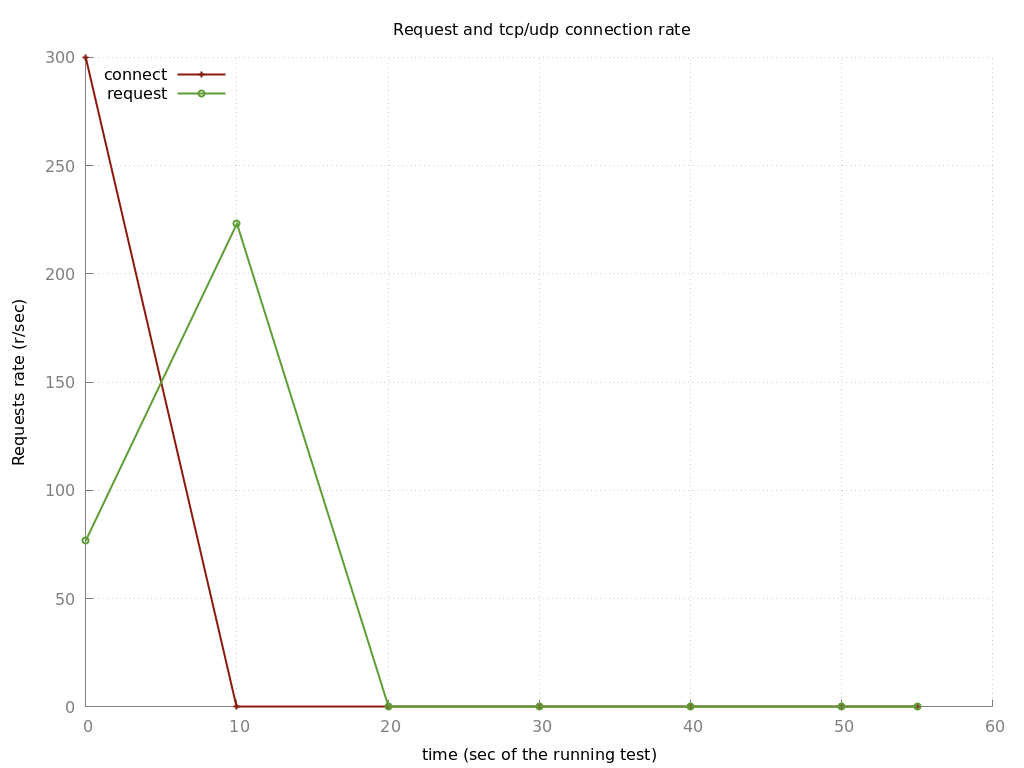 Request and tcp/udp connection rate
300
connect
request
250
200
150
100
50
0
0 10 20 30 40 50 60
Requests rate (r/sec)
time (sec of the running test)